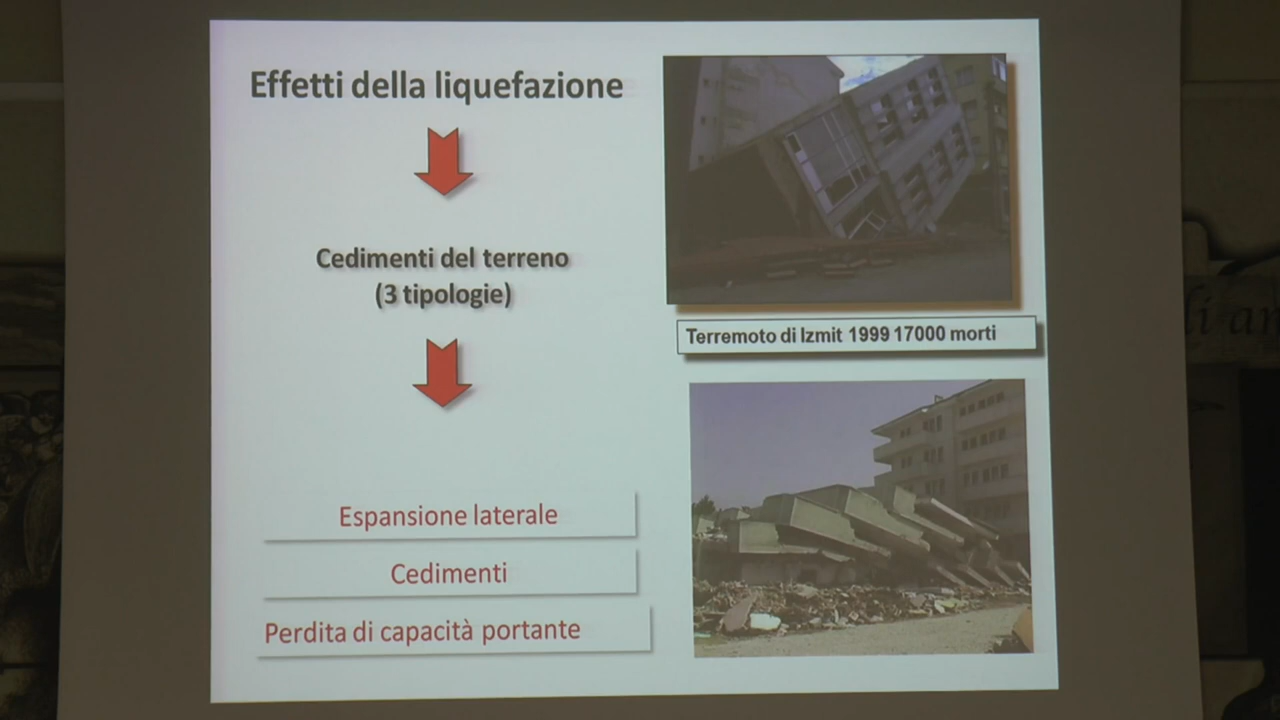 Effetti della liquefazione
Cedimenti del terreno
(3 tipologie)
Terremoto di Izmit 1999 17000 morti
Espansione laterale
Cedimenti
Perdita di capacità portante